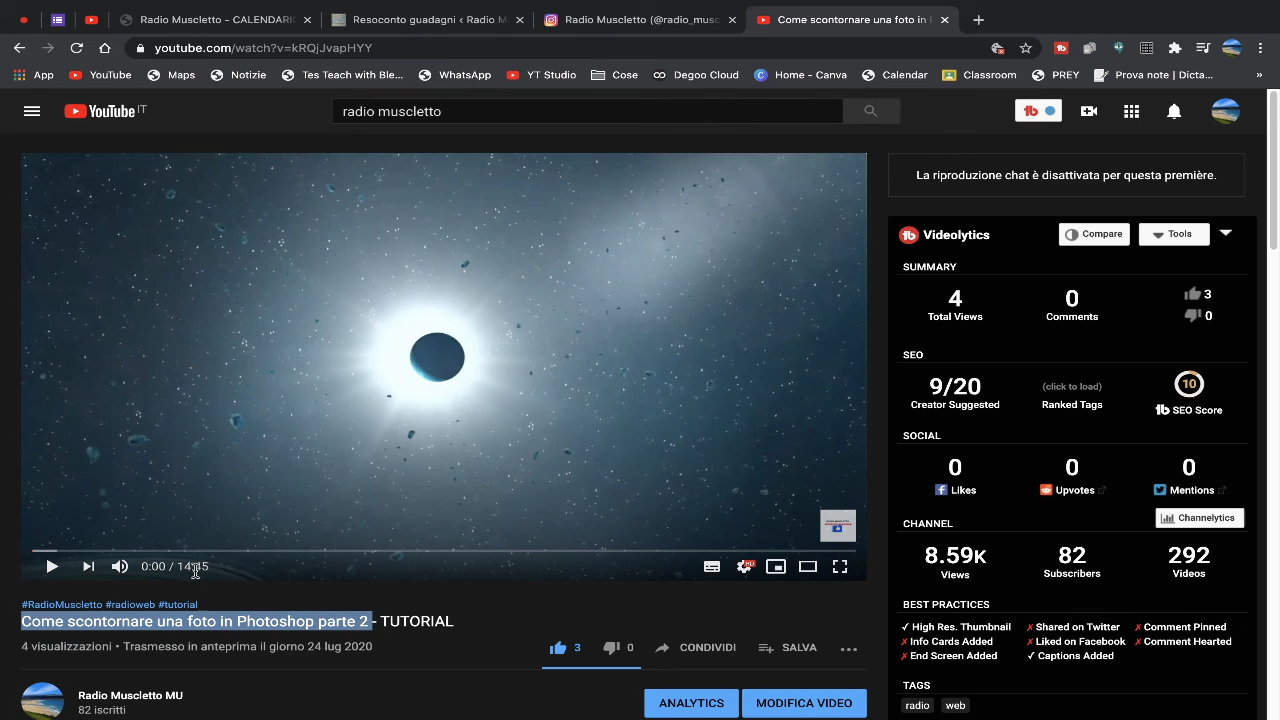 Radio Muscletto - CALENDARI
Resoconto guadagni ‹ Radio M
Radio Muscletto (@radio_musc
Come scontornare una foto in P
youtube.com/watch?v=kRQjJvapHYY
App
YouTube
Maps
Notizie
Tes Teach with Ble...
WhatsApp
YT Studio
Cose
Degoo Cloud
Home - Canva
Calendar
Classroom
PREY
Prova note | Dicta...
»
YouTube IT
radio muscletto
tb
La riproduzione chat è disattivata per questa première.
tb Videolytics
Compare
Tools
SUMMARY
4
Total Views
0
Comments
3
0
SEO
9/20
Creator Suggested
(click to load)
Ranked Tags
10
tb SEO Score
SOCIAL
0
Likes
0
Upvotes
0
Mentions
CHANNEL
Channelytics
8.59K
Views
82
Subscribers
292
Videos
BEST PRACTICES
✓ High Res. Thumbnail
✗ Shared on Twitter
✗ Comment Pinned
✗ Info Cards Added
✗ Liked on Facebook
✗ Comment Hearted
✗ End Screen Added
✓ Captions Added
TAGS
radio
web
0:00 /
HD
#RadioMuscletto #radioweb #tutorial
Come scontornare una foto in Photoshop parte 2 - TUTORIAL
4 visualizzazioni • Trasmesso in anteprima il giorno 24 lug 2020
3
0
CONDIVIDI
SALVA
Radio Muscletto MU
82 iscritti
ANALYTICS
MODIFICA VIDEO